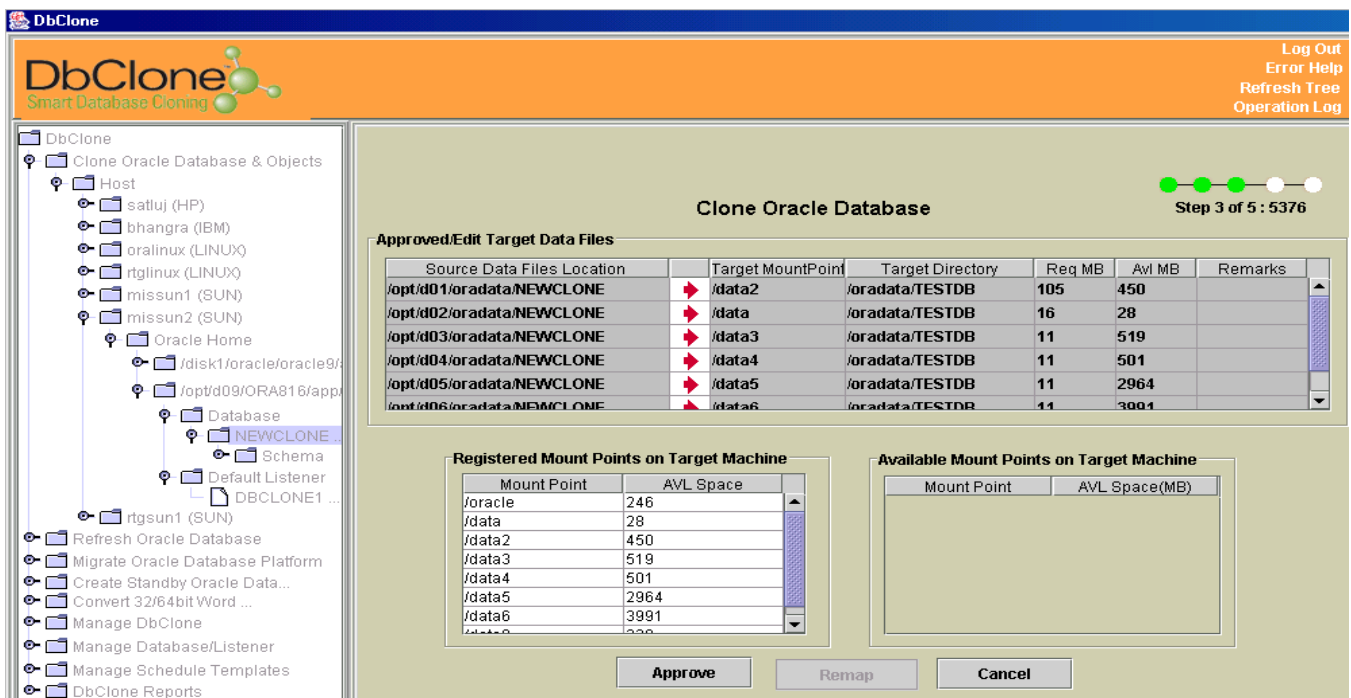 DbClone
DbClone
Smart Database Cloning
Log Out
Error Help
Refresh Tree
Operation Log
DbClone
Clone Oracle Database & Objects
Host
satluj (HP)
bhangra (IBM)
oralinux (LINUX)
rtglinux (LINUX)
missun1 (SUN)
missun2 (SUN)
Oracle Home
/disk1/oracle/oracle9/
/opt/d09/ORA816/app/
Database
NEWCLONE ...
Schema
Default Listener
DBCLONE1 ...
rtgsun1 (SUN)
Refresh Oracle Database
Migrate Oracle Database Platform
Create Standby Oracle Data...
Convert 32/64bit Word ...
Manage DbClone
Manage Database/Listener
Manage Schedule Templates
DbClone Reports
Clone Oracle Database
Step 3 of 5 : 5376
Approved/Edit Target Data Files
Source Data Files Location Target MountPoint Target Directory Req MB Avl MB Remarks
/opt/d01/oradata/NEWCLONE /data2 /oradata/TESTDB 105 450
/opt/d02/oradata/NEWCLONE /data /oradata/TESTDB 16 28
/opt/d03/oradata/NEWCLONE /data3 /oradata/TESTDB 11 519
/opt/d04/oradata/NEWCLONE /data4 /oradata/TESTDB 11 501
/opt/d05/oradata/NEWCLONE /data5 /oradata/TESTDB 11 2964
/opt/d06/oradata/NEWCLONE /data6 /oradata/TESTDB 11 3991
Registered Mount Points on Target Machine
Mount Point AVL Space
/oracle 246
/data 28
/data2 450
/data3 519
/data4 501
/data5 2964
/data6 3991
Available Mount Points on Target Machine
Mount Point AVL Space(MB)
Approve Remap Cancel